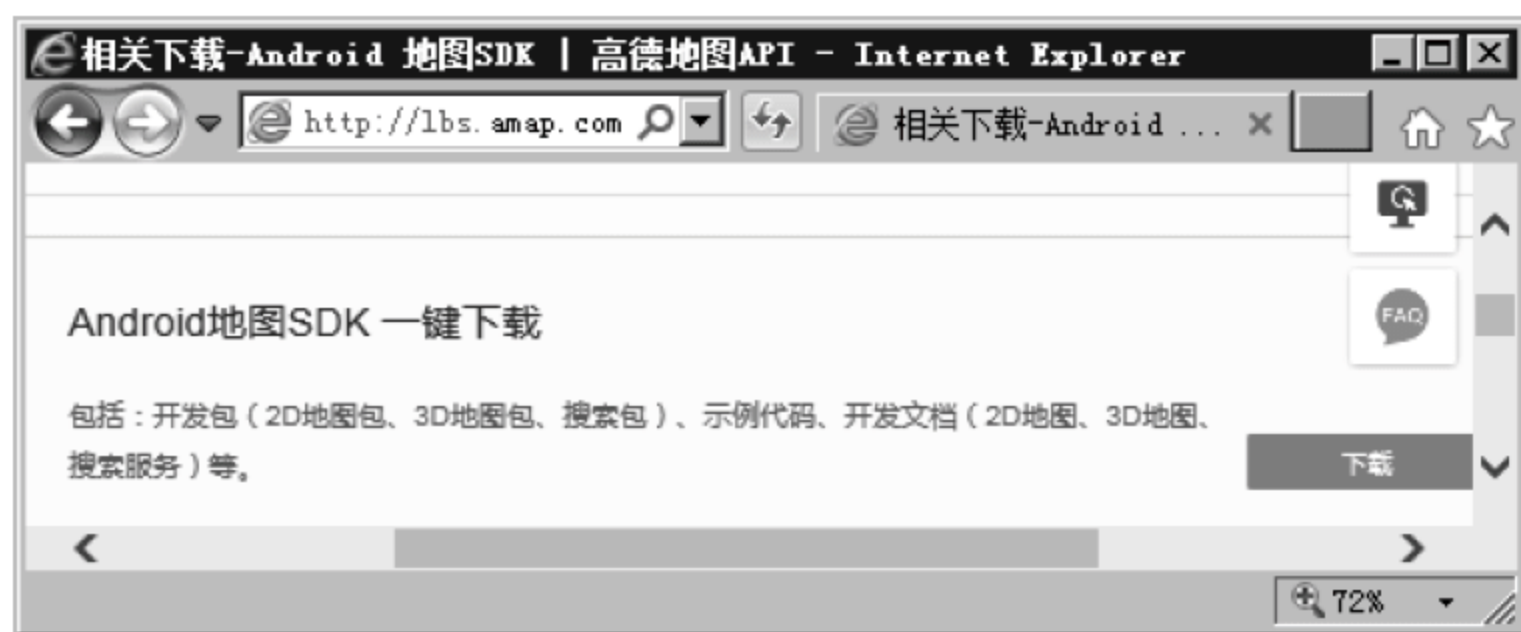 相关下载-Android 地图SDK | 高德地图API - Internet Explorer
http://lbs.amap.com 相关下载-Android ...
Android地图SDK 一键下载
FAQ
包括：开发包（2D地图包、3D地图包、搜索包）、示例代码、开发文档（2D地图、3D地图、
搜索服务）等。
下载
72%